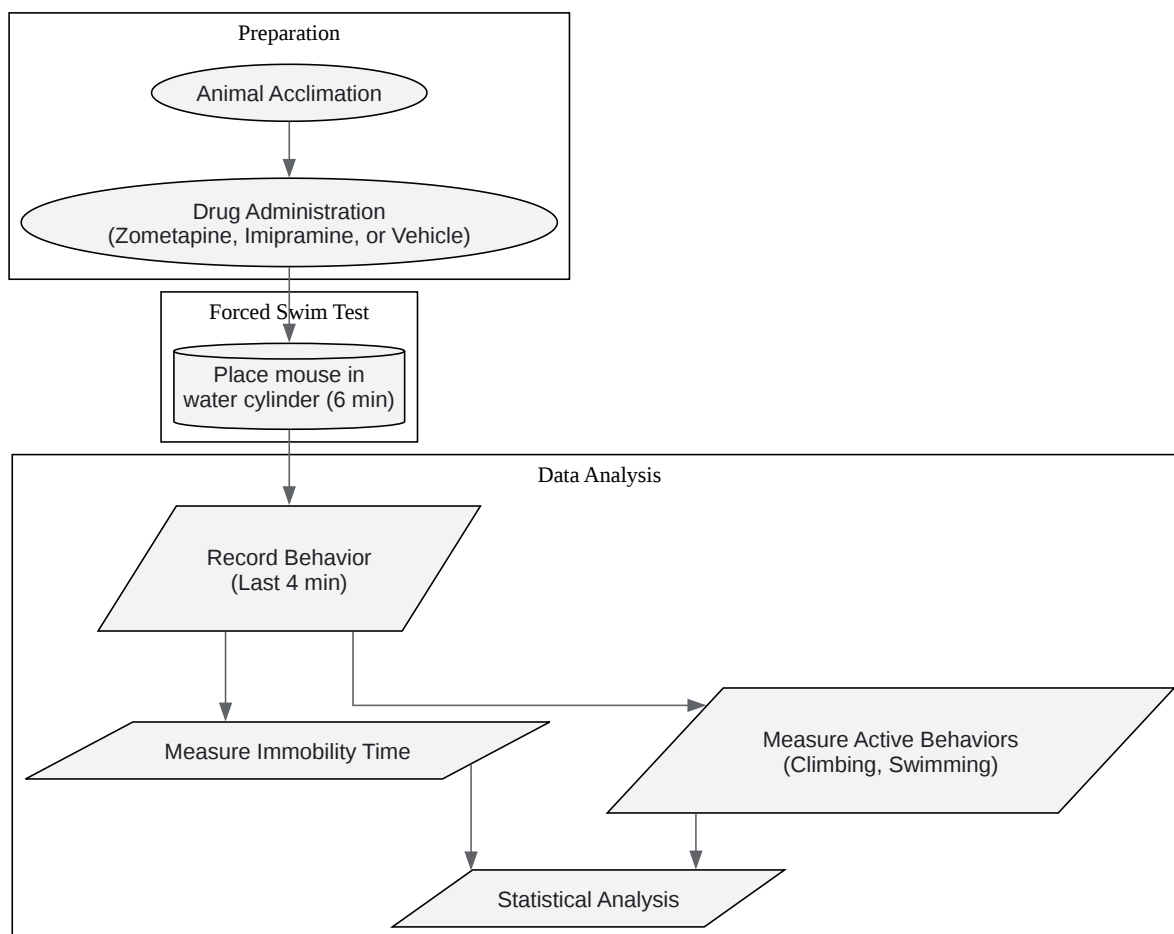 Preparation
Animal Acclimation
Drug Administration
(Zometapine, Imipramine, or Vehicle)
Forced Swim Test
Place mouse in
water cylinder (6 min)
Data Analysis
Record Behavior
(Last 4 min)
Measure Immobility Time
Measure Active Behaviors
(Climbing, Swimming)
Statistical Analysis